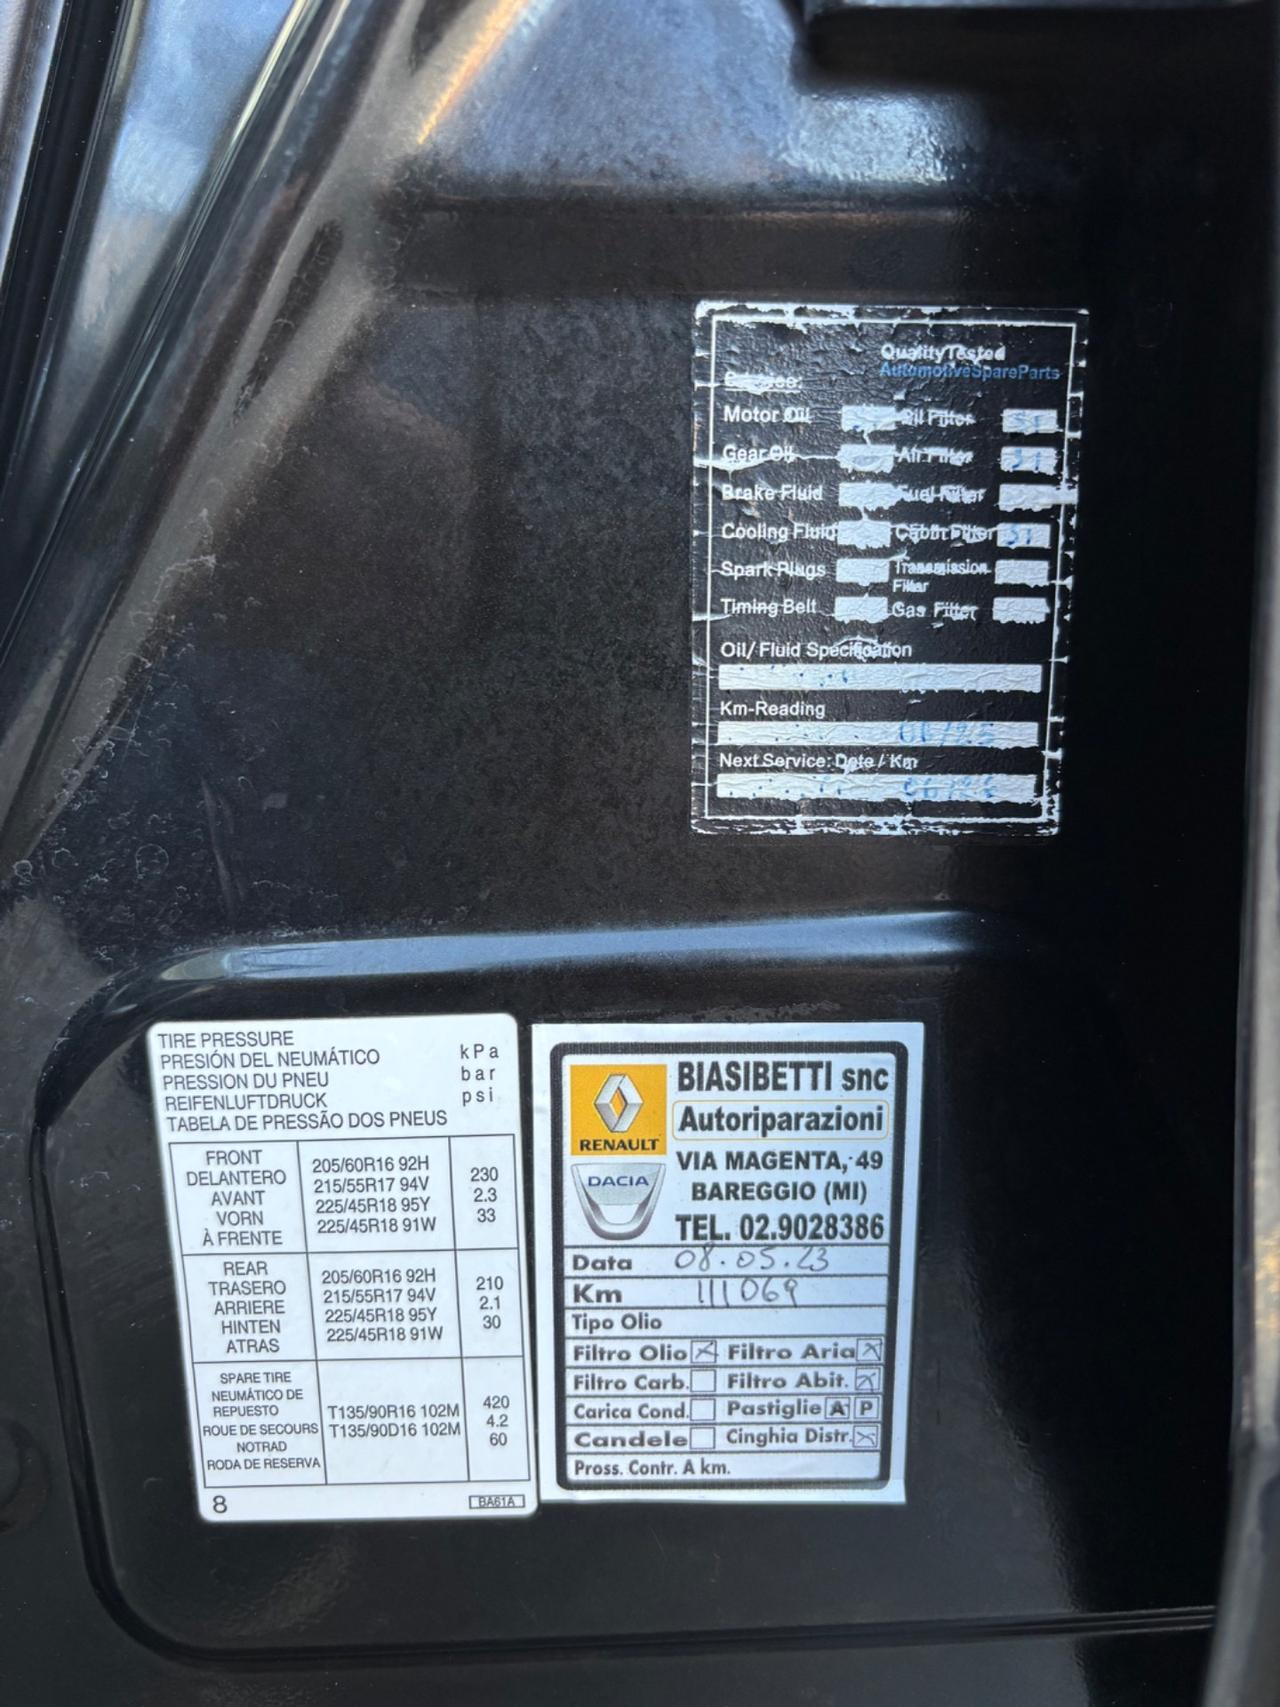 QualityTested
AutomotiveSpareParts
Motor Oil
Oil Filter
Gear Oil
Air Filter
Brake Fluid
Fuel Filter
Cooling Fluid
Cabin Filter
Spark Plugs
Transmission
Filter
Timing Belt
Gas Filter
Oil/ Fluid Specification
Km-Reading
Next Service: Date / Km
TIRE PRESSURE
PRESIÓN DEL NEUMÁTICO
PRESSION DU PNEU
REIFENLUFTDRUCK
TABELA DE PRESSÃO DOS PNEUS
kPa
bar
psi
FRONT
DELANTERO
AVANT
VORN
À FRENTE
205/60R16 92H
215/55R17 94V
225/45R18 95Y
225/45R18 91W
230
2.3
33
REAR
TRASERO
ARRIERE
HINTEN
ATRAS
205/60R16 92H
215/55R17 94V
225/45R18 95Y
225/45R18 91W
210
2.1
30
SPARE TIRE
NEUMÁTICO DE
REPUESTO
ROUE DE SECOURS
NOTRAD
RODA DE RESERVA
T135/90R16 102M
T135/90D16 102M
420
4.2
60
8
BA61A
RENAULT
DACIA
BIASIBETTI snc
Autoriparazioni
VIA MAGENTA, 49
BAREGGIO (MI)
TEL. 02.9028386
Data 08.05.23
Km 111069
Tipo Olio
Filtro Olio Filtro Aria
Filtro Carb. Filtro Abit.
Carica Cond. Pastiglie A P
Candele Cinghia Distr.
Pross. Contr. A km.